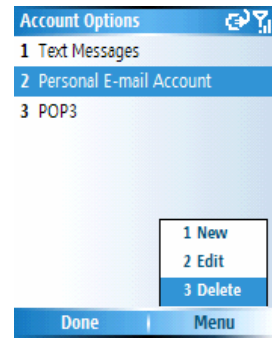 Account Options
1 Text Messages
2 Personal E-mail Account
3 POP3
1 New
2 Edit
3 Delete
Done Menu